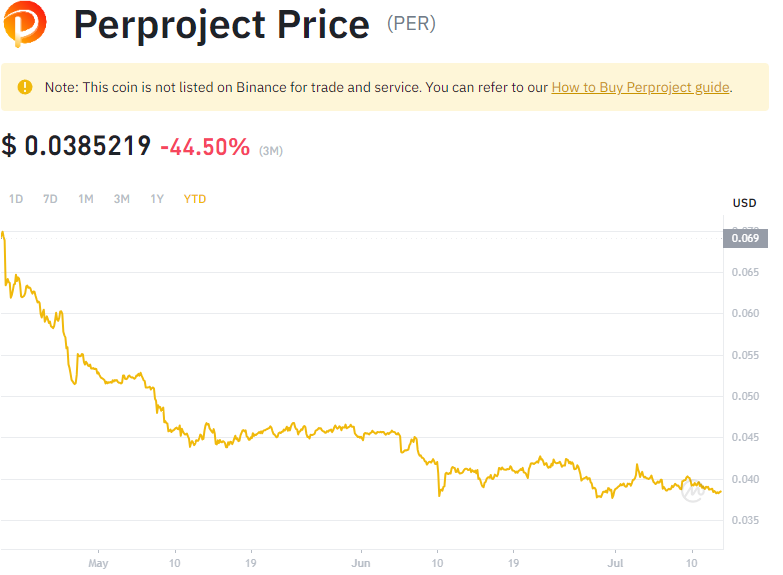 Perproject Price (PER)
Note: This coin is not listed on Binance for trade and service. You can refer to our How to Buy Perproject guide.
$ 0.0385219 -44.50% (3M)
1D 7D 1M 3M 1Y YTD
USD
0.070
0.069
0.065
0.060
0.055
0.050
0.045
0.040
0.035
May 10 19 Jun 10 19 Jul 10